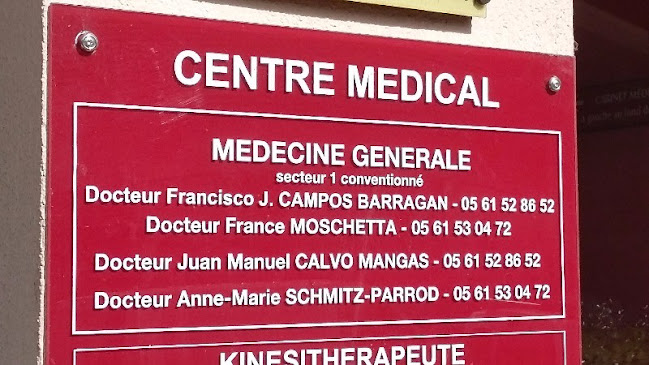 CENTRE MEDICAL
MEDECINE GENERALE
secteur 1 conventionné
Docteur Francisco J. CAMPOS BARRAGAN - 05 61 52 86 52
Docteur France MOSCHETTA - 05 61 53 04 72
Docteur Juan Manuel CALVO MANGAS - 05 61 52 86 52
Docteur Anne-Marie SCHMITZ-PARROD - 05 61 53 04 72
KINESITHERAPEUTE